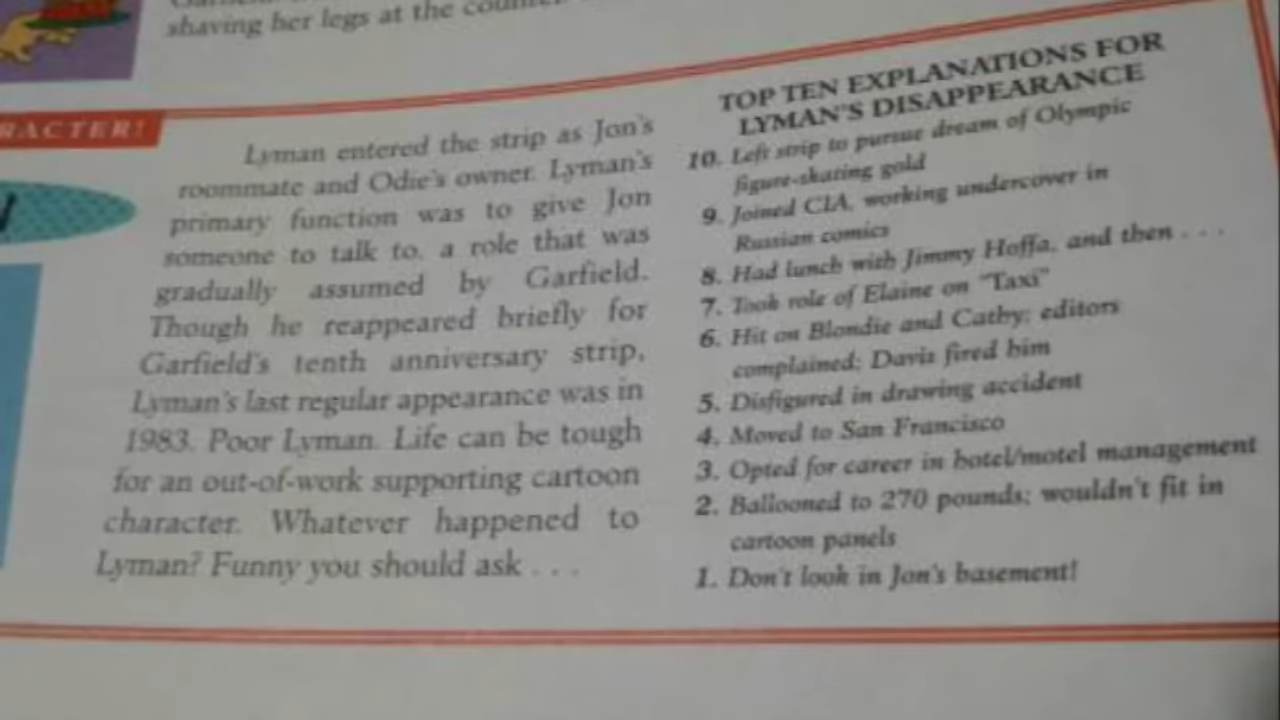 shaving her legs at the
RACTER!
Lyman entered the strip as Jon's
roommate and Odie's owner. Lyman's
primary function was to give Jon
someone to talk to, a role that was
gradually assumed by Garfield.
Though he reappeared briefly for
Garfield's tenth anniversary strip,
Lyman's last regular appearance was in
1983. Poor Lyman. Life can be tough
for an out-of-work supporting cartoon
character. Whatever happened to
Lyman? Funny you should ask . . .
TOP TEN EXPLANATIONS FOR
LYMAN'S DISAPPEARANCE
10. Left strip to pursue dream of Olympic
figure-skating gold
9. Joined CIA, working undercover in
Russian comics
8. Had lunch with Jimmy Hoffa, and then . . .
7. Took role of Elaine on "Taxi"
6. Hit on Blondie and Cathy; editors
complained; Davis fired him
5. Disfigured in drawing accident
4. Moved to San Francisco
3. Opted for career in hotel/motel management
2. Ballooned to 270 pounds; wouldn't fit in
cartoon panels
1. Don't look in Jon's basement!